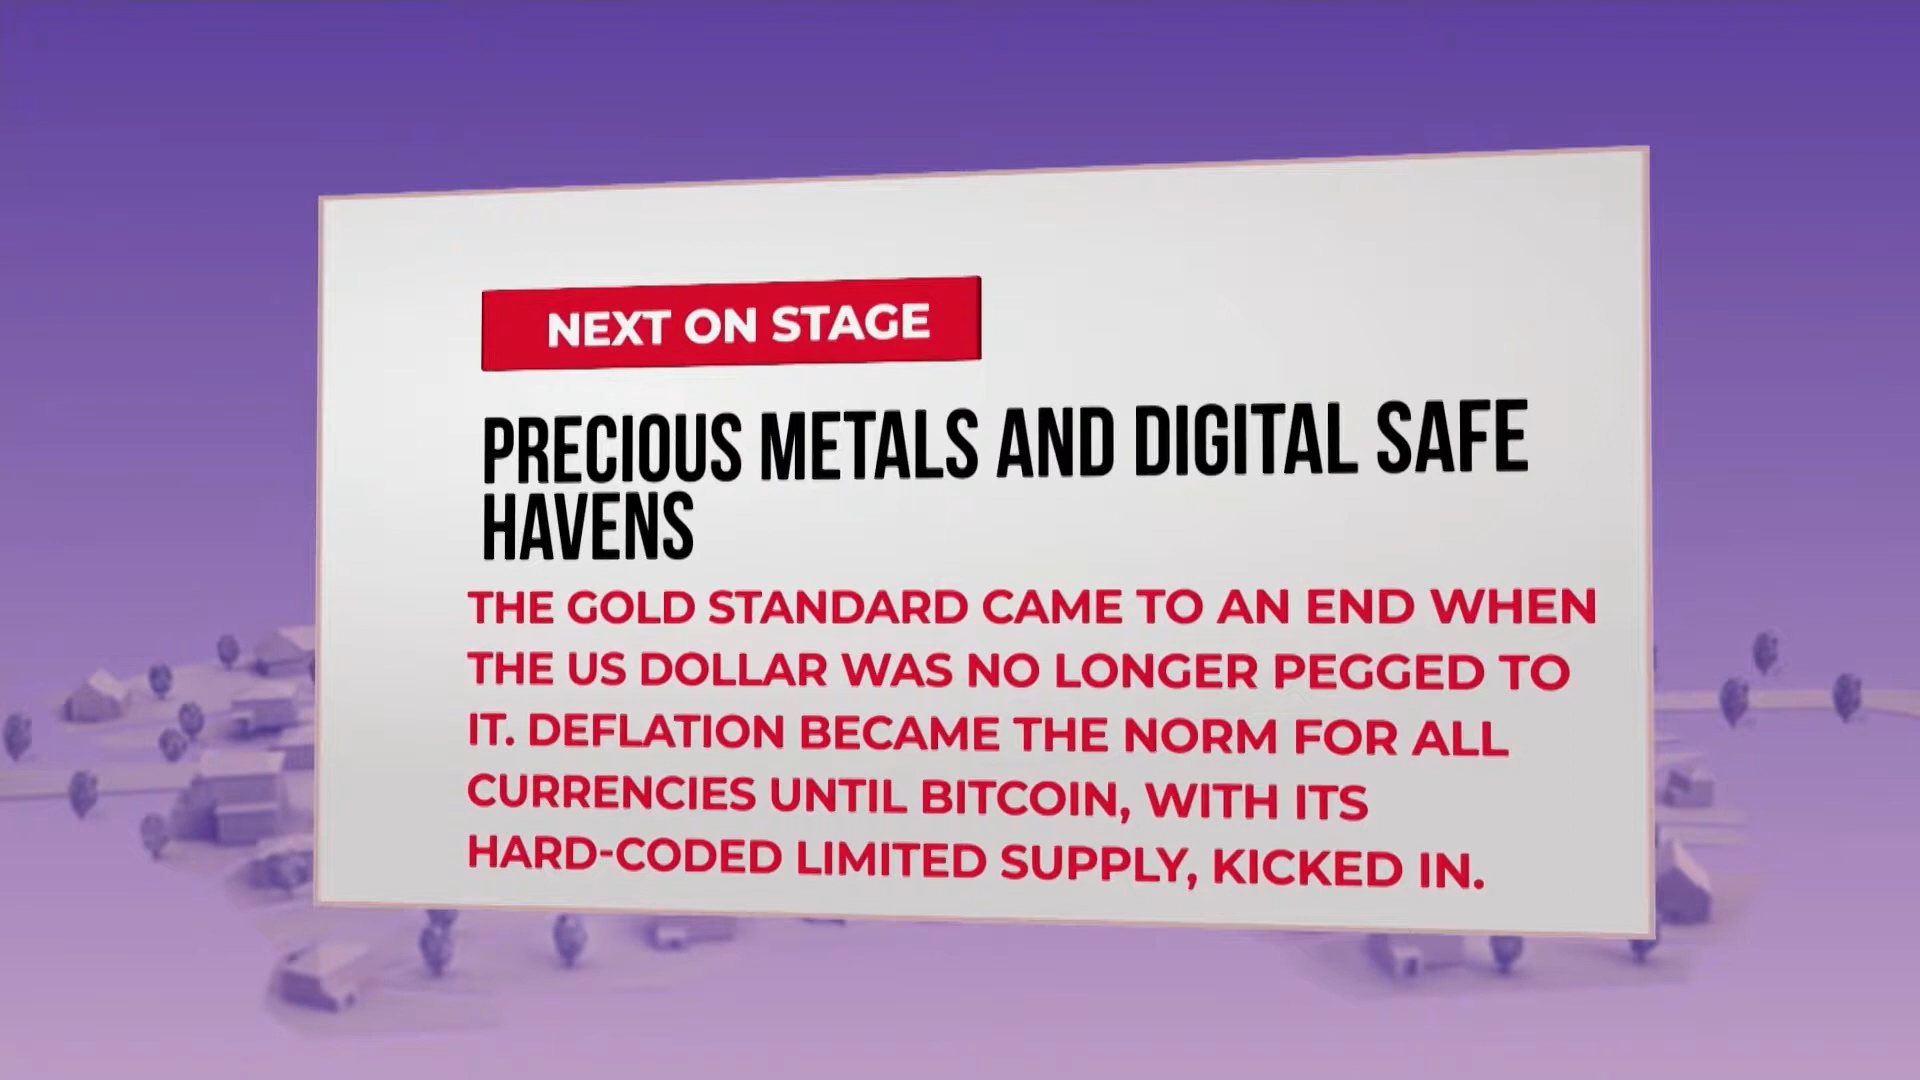 NEXT ON STAGE
PRECIOUS METALS AND DIGITAL SAFE
HAVENS
THE GOLD STANDARD CAME TO AN END WHEN
THE US DOLLAR WAS NO LONGER PEGGED TO
IT. DEFLATION BECAME THE NORM FOR ALL
CURRENCIES UNTIL BITCOIN, WITH ITS
HARD-CODED LIMITED SUPPLY, KICKED IN.